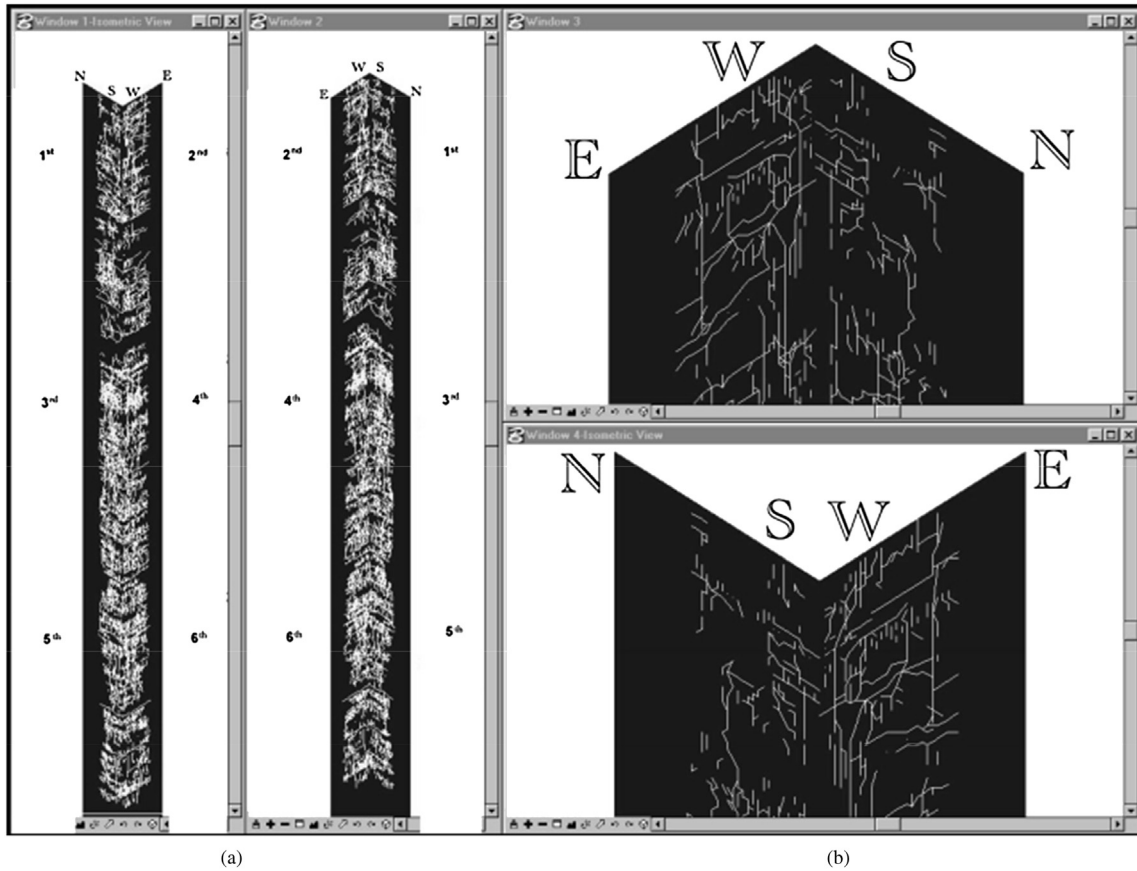 Window 1-Isometric View
N E
S W
1st 2nd
3rd 4th
5th 6th
Window 2
W S
E N
2nd 1st
4th 3rd
6th 5th
Window 3
W S
E N
Window 4-Isometric View
N E
S W
(a) (b)